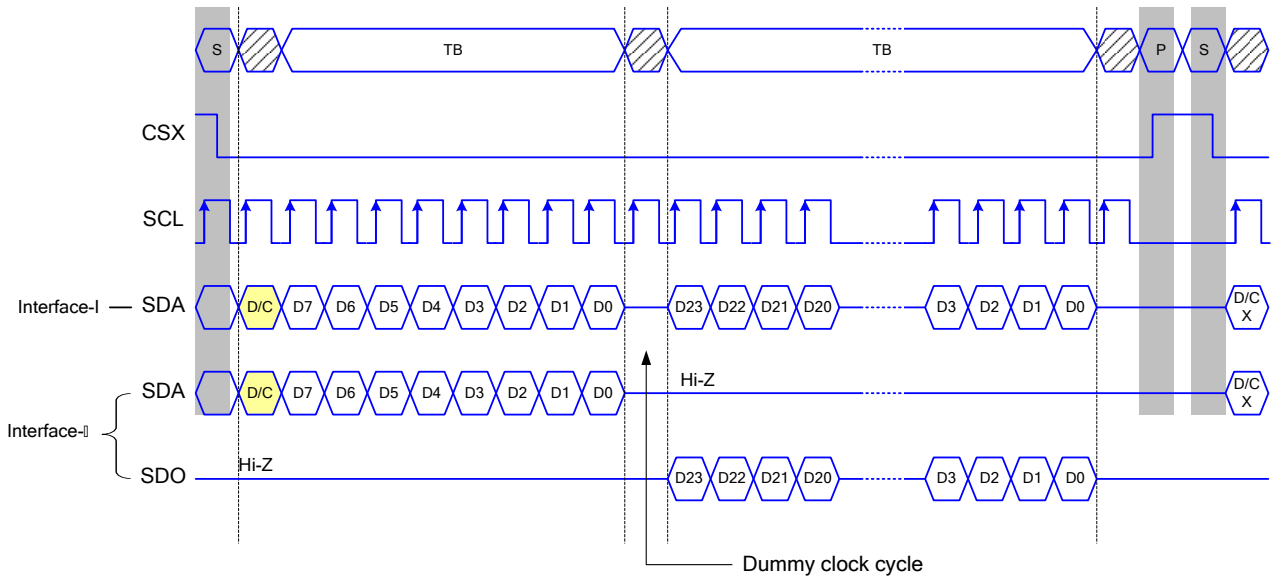 S TB TB P S
CSX
SCL
Interface-I SDA D/C D7 D6 D5 D4 D3 D2 D1 D0 D23 D22 D21 D20 D3 D2 D1 D0 D/C X
SDA D/C D7 D6 D5 D4 D3 D2 D1 D0 Hi-Z D/C X
Interface-▯
SDO Hi-Z D23 D22 D21 D20 D3 D2 D1 D0
Dummy clock cycle